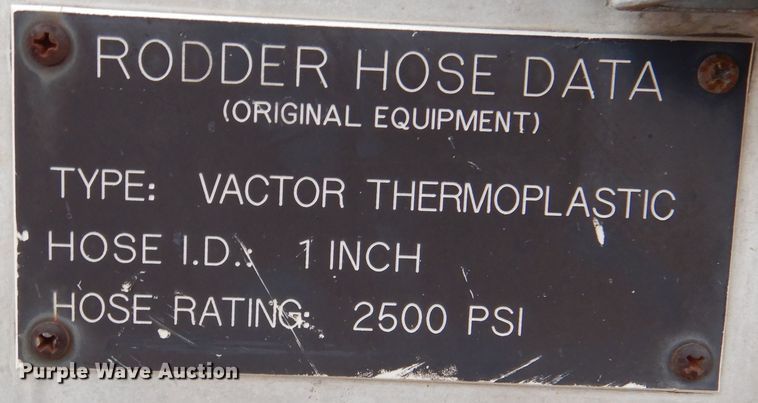 RODDER HOSE DATA
(ORIGINAL EQUIPMENT)
TYPE: VACTOR THERMOPLASTIC
HOSE I.D.: 1 INCH
HOSE RATING: 2500 PSI
Purple Wave Auction